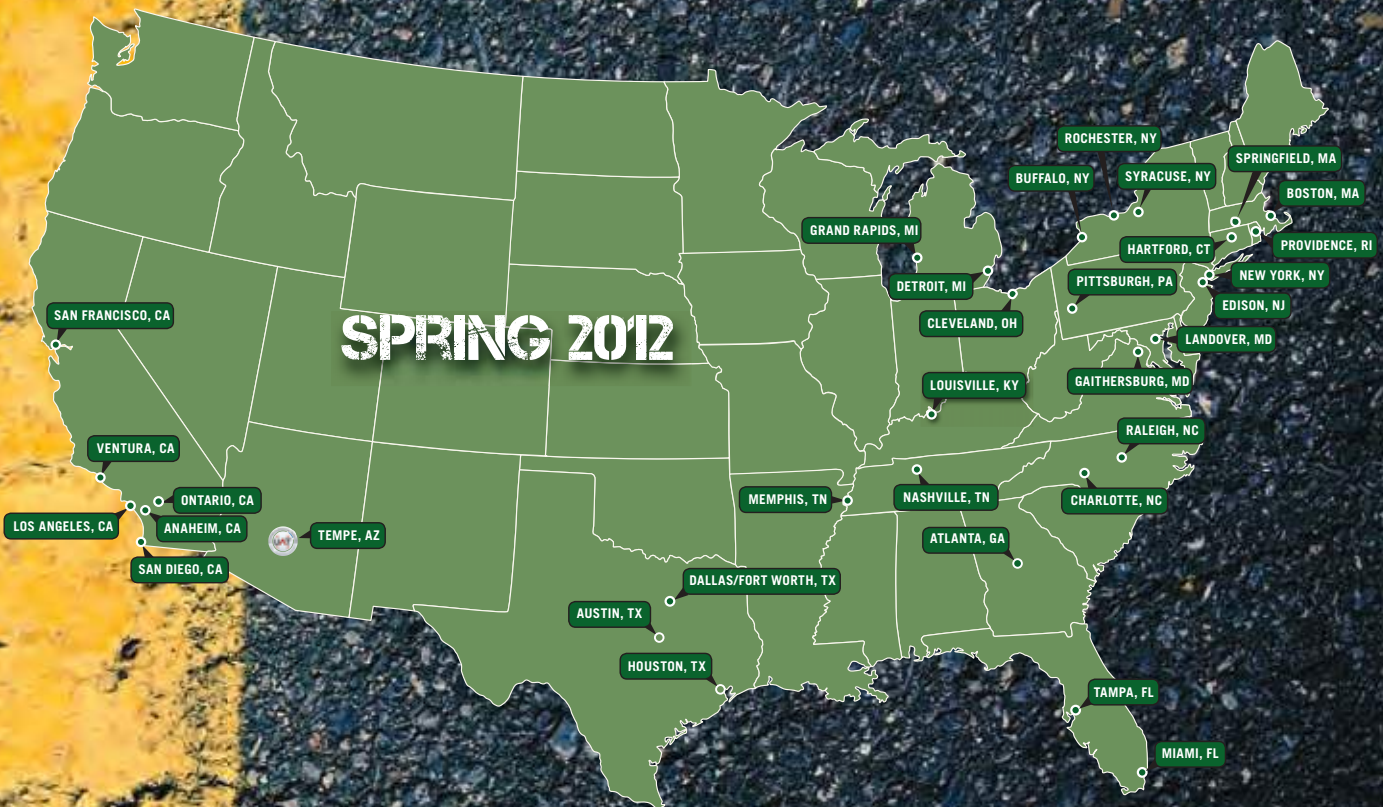 ROCHESTER, NY
SPRINGFIELD, MA
BUFFALO, NY
SYRACUSE, NY
BOSTON, MA
GRAND RAPIDS, MI
HARTFORD, CT
PROVIDENCE, RI
DETROIT, MI
PITTSBURGH, PA
NEW YORK, NY
EDISON, NJ
SAN FRANCISCO, CA
SPRING 2012
CLEVELAND, OH
LANDOVER, MD
LOUISVILLE, KY
GAITHERSBURG, MD
RALEIGH, NC
VENTURA, CA
ONTARIO, CA
MEMPHIS, TN
NASHVILLE, TN
CHARLOTTE, NC
LOS ANGELES, CA
ANAHEIM, CA
UAT
TEMPE, AZ
ATLANTA, GA
SAN DIEGO, CA
DALLAS/FORT WORTH, TX
AUSTIN, TX
HOUSTON, TX
TAMPA, FL
MIAMI, FL